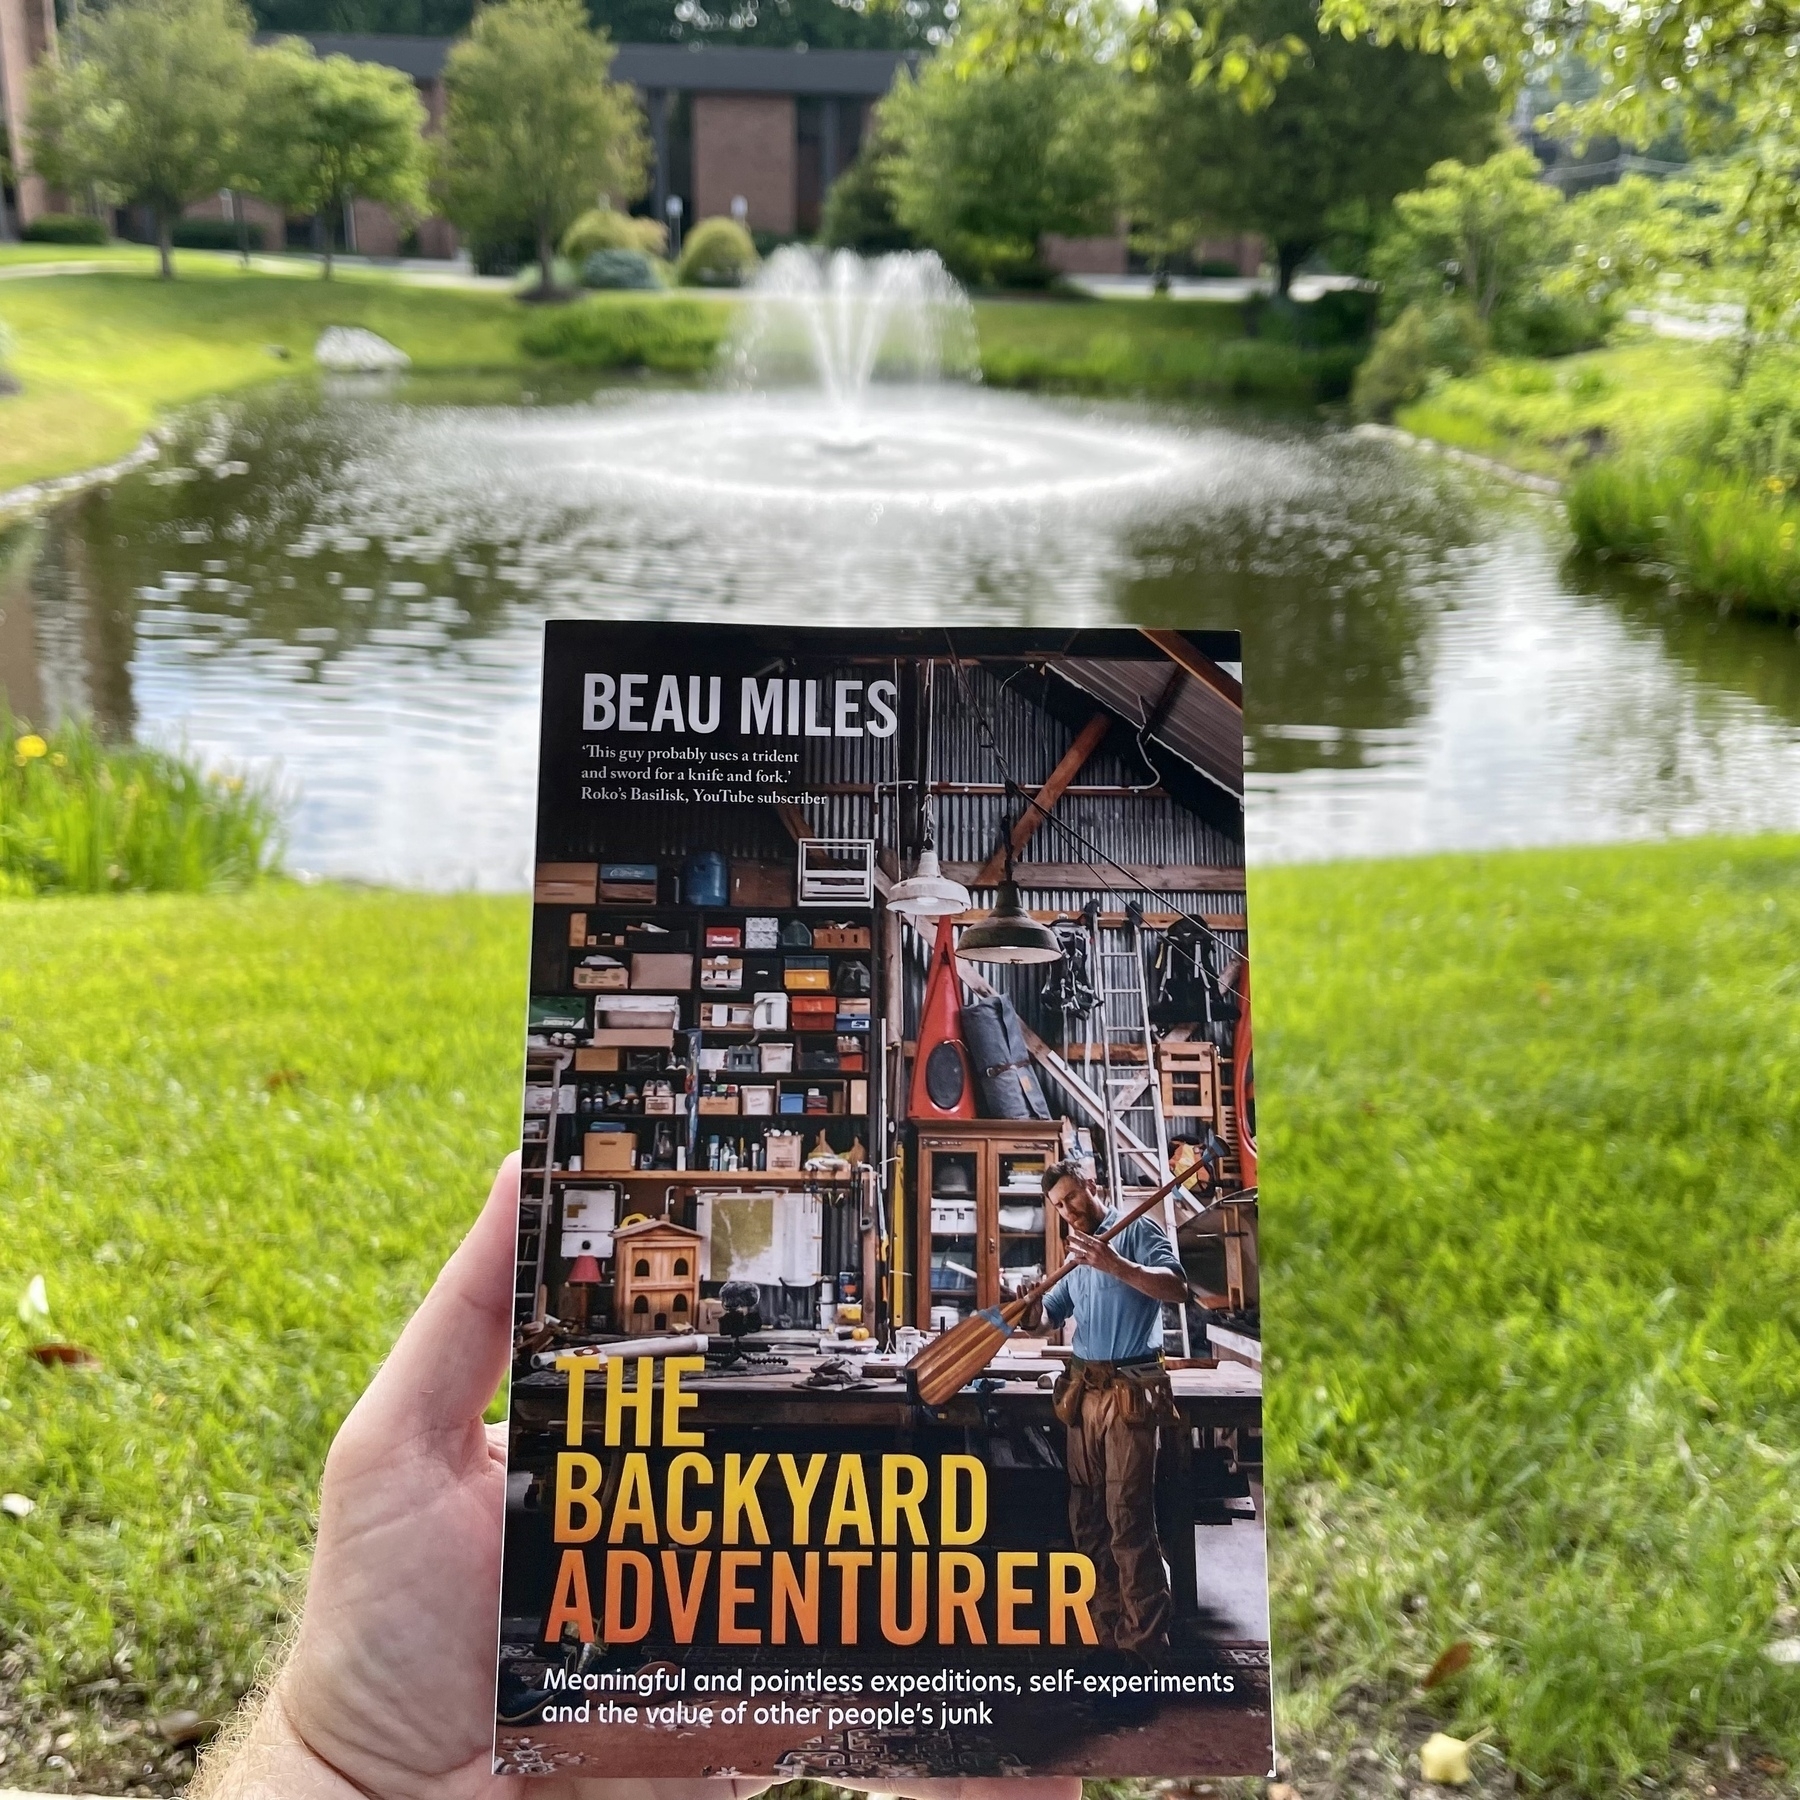 BEAU MILES
‘This guy probably uses a trident
and sword for a knife and fork.’
Roko’s Basilisk, YouTube subscriber
THE
BACKYARD
ADVENTURER
Meaningful and pointless expeditions, self-experiments
and the value of other people’s junk